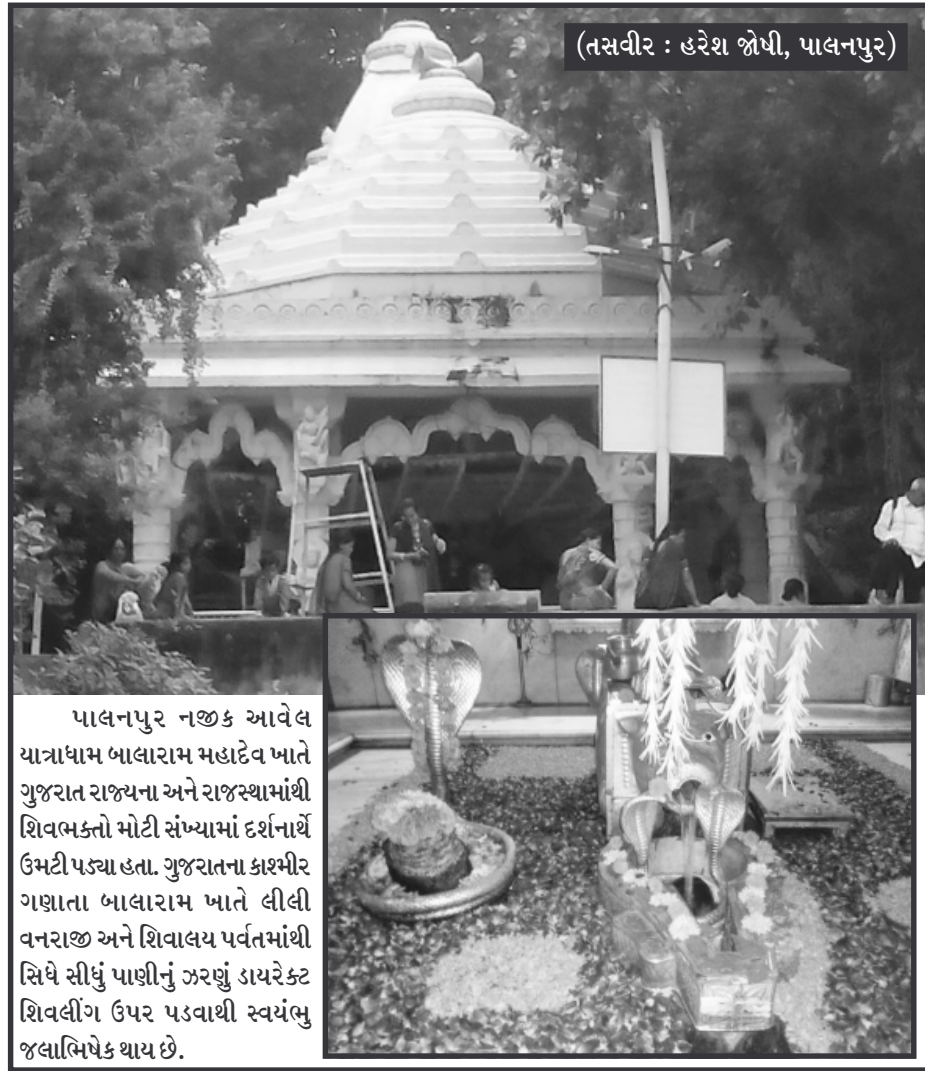 (તસવીર : હરેશ જોષી, પાલનપુર)
પાલનપુર નજીક આવેલ
યાત્રાધામ બાલારામ મહાદેવ ખાતે
ગુજરાત રાજ્યના અને રાજસ્થામાંથી
શિવભક્તો મોટી સંખ્યામાં દર્શનાર્થે
ઉમટી પડ્યા હતા. ગુજરાતના કાશ્મીર
ગણાતા બાલારામ ખાતે લીલી
વનરાજી અને શિવાલય પર્વતમાંથી
સિધે સીધું પાણીનું ઝરણું ડાયરેક્ટ
શિવલીંગ ઉપર પડવાથી સ્વયંભુ
જલાભિષેક થાય છે.